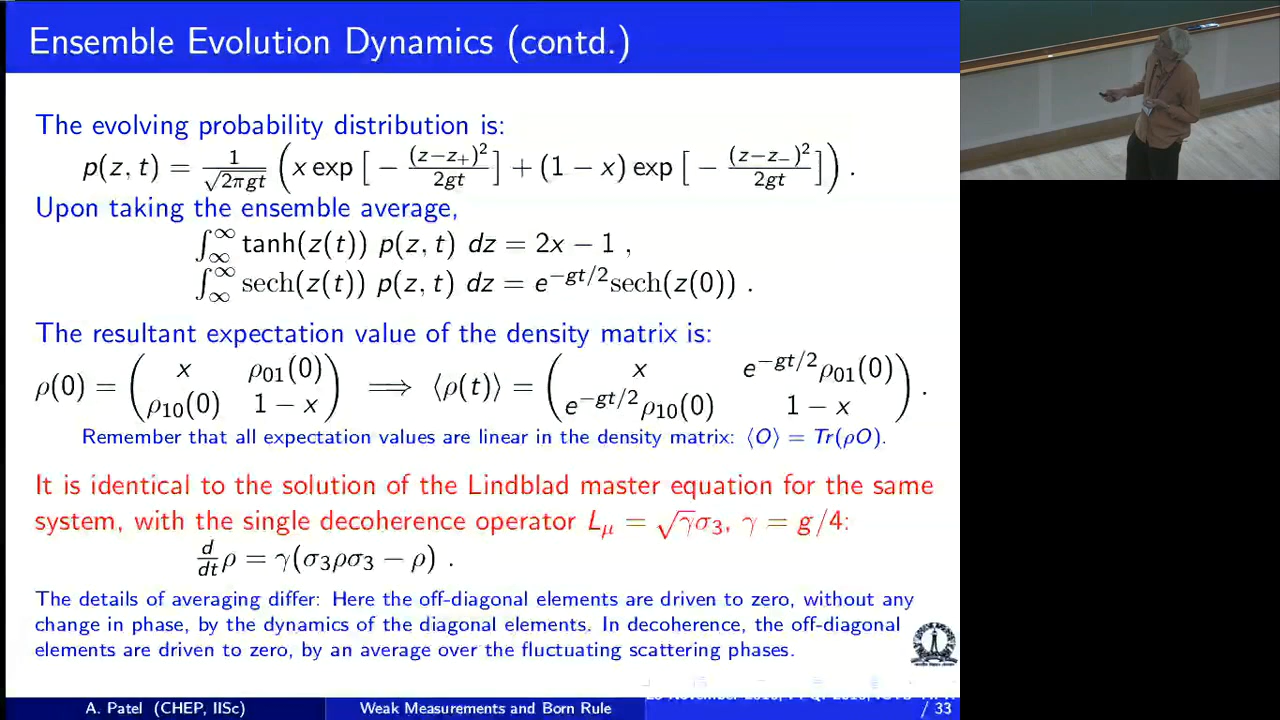 Ensemble Evolution Dynamics (contd.)
The evolving probability distribution is:
p(z, t) = 1/√(2πgt) ( x exp [ − (z−z₊)²/2gt ] + (1 − x) exp [ − (z−z₋)²/2gt ] ) .
Upon taking the ensemble average,
∫_∞^∞ tanh(z(t)) p(z, t) dz = 2x − 1 ,
∫_∞^∞ sech(z(t)) p(z, t) dz = e^{−gt/2} sech(z(0)) .
The resultant expectation value of the density matrix is:
ρ(0) = ( x ρ₀₁(0) ; ρ₁₀(0) 1 − x ) ⟹ ⟨ρ(t)⟩ = ( x e^{−gt/2}ρ₀₁(0) ; e^{−gt/2}ρ₁₀(0) 1 − x ) .
Remember that all expectation values are linear in the density matrix: ⟨O⟩ = Tr(ρO).
It is identical to the solution of the Lindblad master equation for the same
system, with the single decoherence operator L_μ = √γσ₃, γ = g/4:
d/dt ρ = γ(σ₃ρσ₃ − ρ) .
The details of averaging differ: Here the off-diagonal elements are driven to zero, without any
change in phase, by the dynamics of the diagonal elements. In decoherence, the off-diagonal
elements are driven to zero, by an average over the fluctuating scattering phases.
A. Patel (CHEP, IISc) Weak Measurements and Born Rule / 33